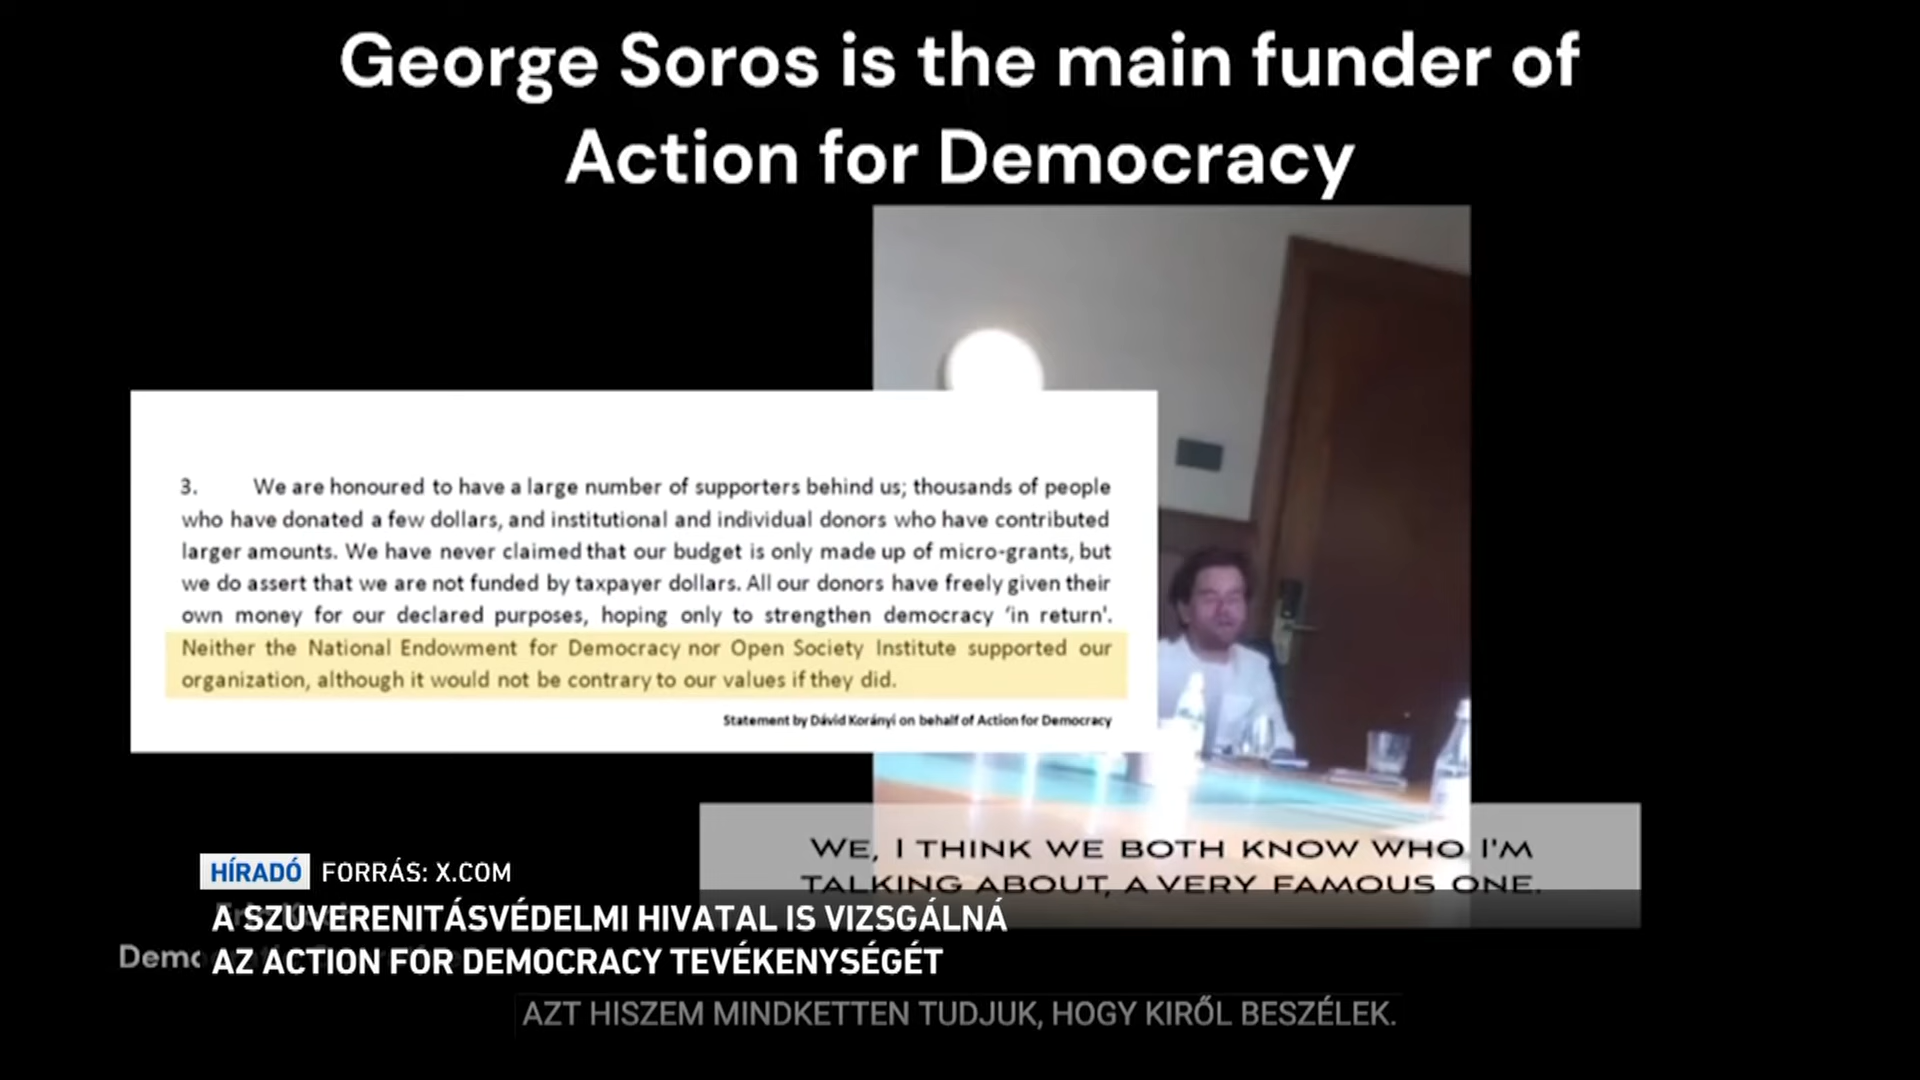 George Soros is the main funder of
Action for Democracy
3. We are honoured to have a large number of supporters behind us; thousands of people
who have donated a few dollars, and institutional and individual donors who have contributed
larger amounts. We have never claimed that our budget is only made up of micro-grants, but
we do assert that we are not funded by taxpayer dollars. All our donors have freely given their
own money for our declared purposes, hoping only to strengthen democracy ‘in return’.
Neither the National Endowment for Democracy nor Open Society Institute supported our
organization, although it would not be contrary to our values if they did.
Statement by Dávid Korányi on behalf of Action for Democracy
WE, I THINK WE BOTH KNOW WHO I'M
TALKING ABOUT, A VERY FAMOUS ONE.
HÍRADÓ FORRÁS: X.COM
A SZUVERENITÁSVÉDELMI HIVATAL IS VIZSGÁLNÁ
AZ ACTION FOR DEMOCRACY TEVÉKENYSÉGÉT
AZT HISZEM MINDKETTEN TUDJUK, HOGY KIRŐL BESZÉLEK.